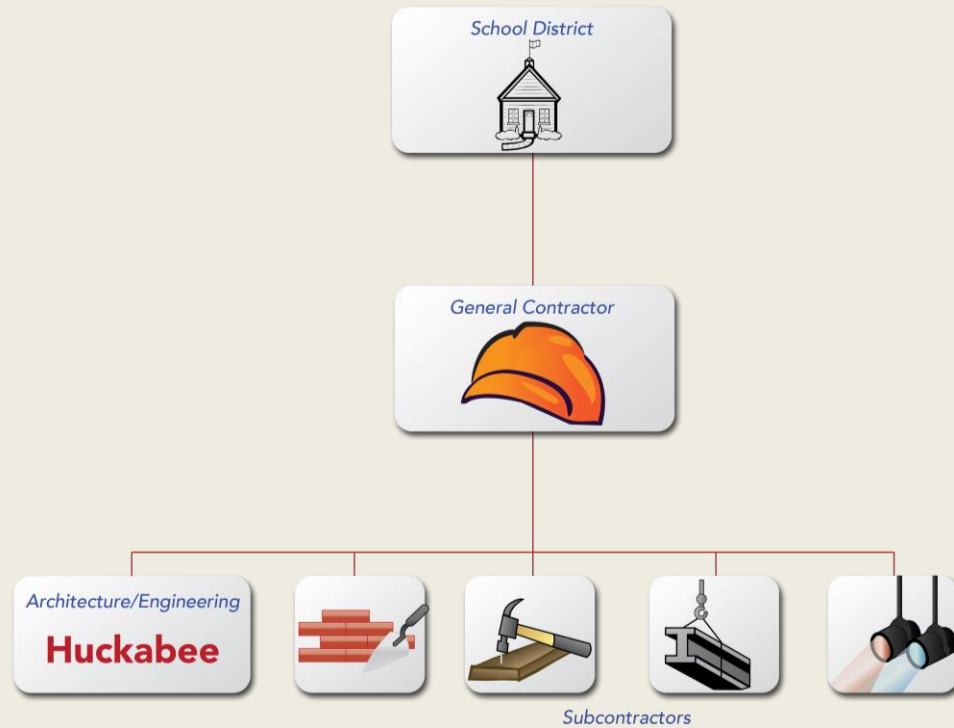 School District
General Contractor
Architecture/Engineering
Huckabee
Subcontractors